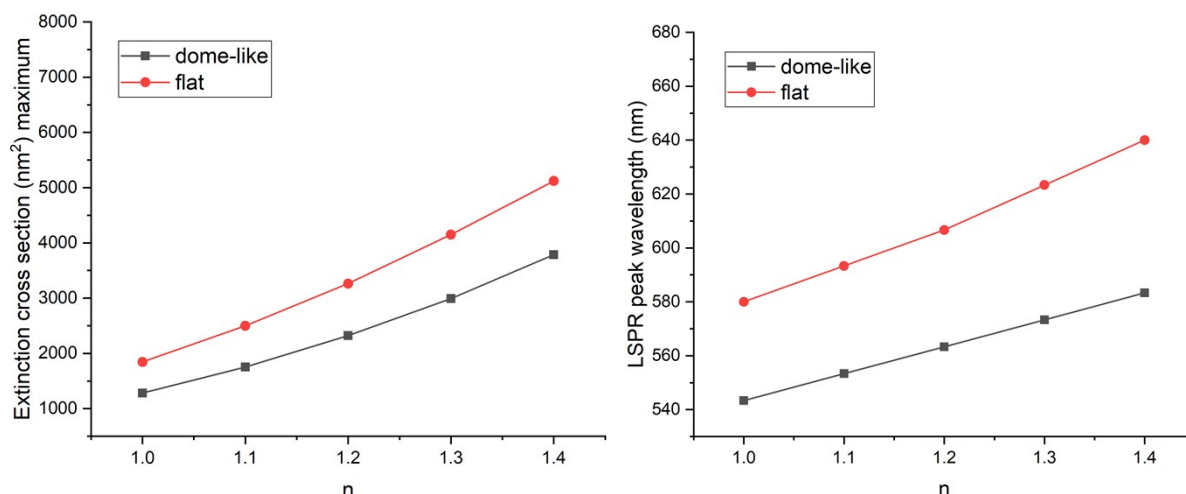 Extinction cross section (nm²) maximum
8000
7000
6000
5000
4000
3000
2000
1000
dome-like
flat
1.0 1.1 1.2 1.3 1.4
n
LSPR peak wavelength (nm)
680
660
640
620
600
580
560
540
dome-like
flat
1.0 1.1 1.2 1.3 1.4
n